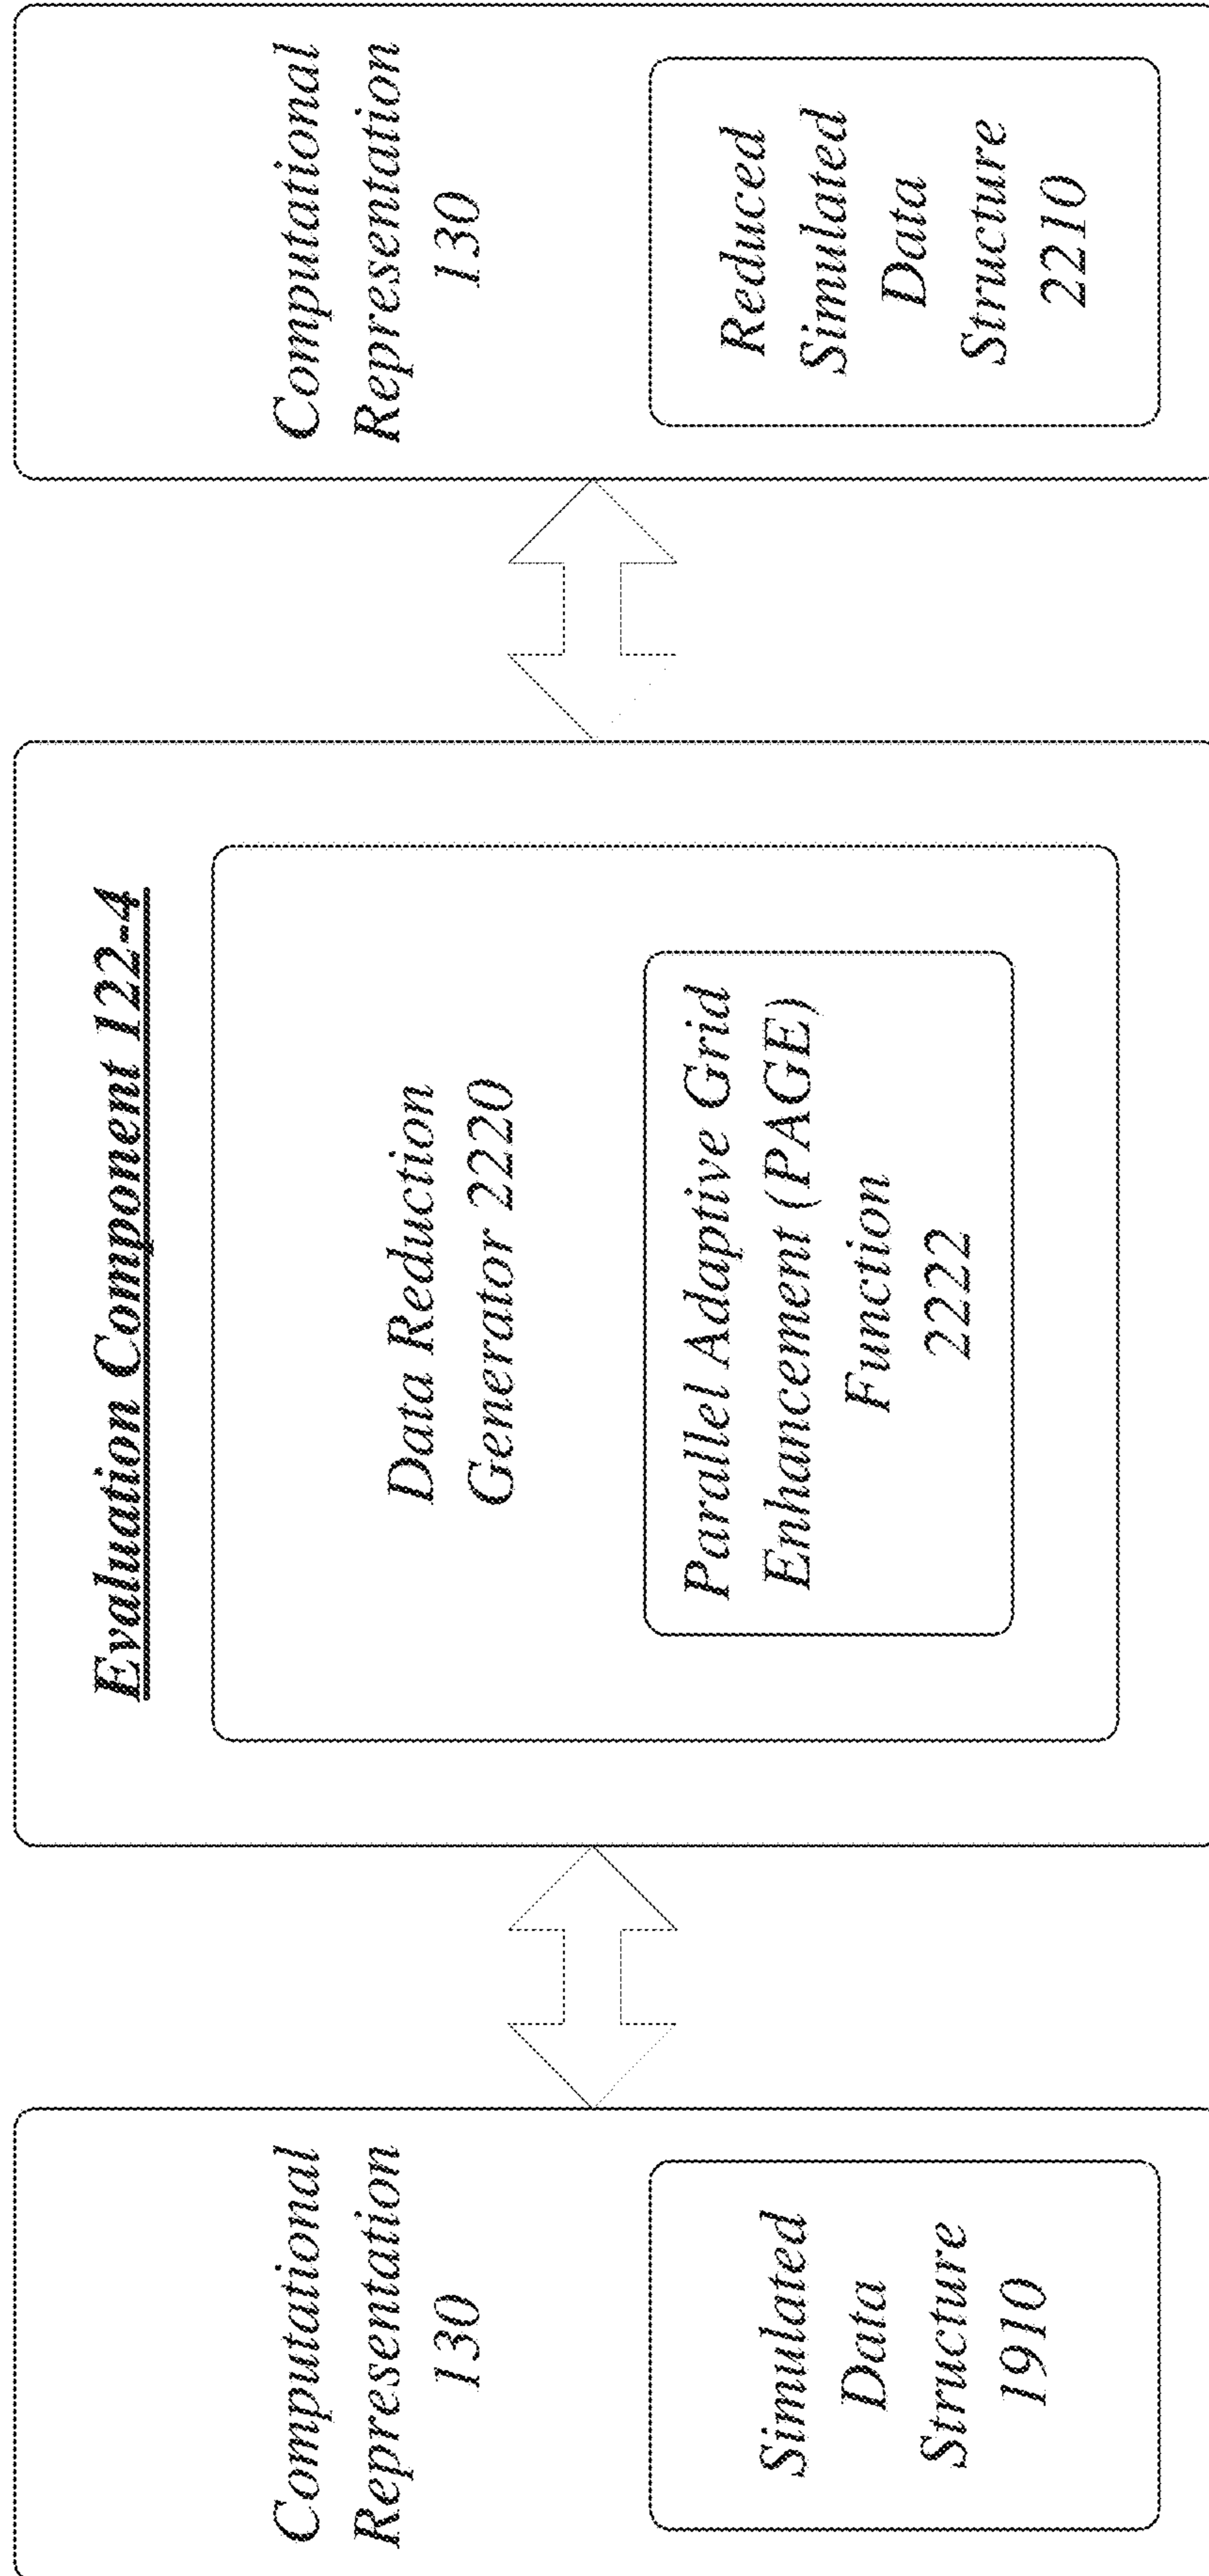 Computational
Representation
130
Simulated
Data
Structure
1910
Evaluation Component 122-4
Data Reduction
Generator 2220
Parallel Adaptive Grid
Enhancement (PAGE)
Function
2222
Computational
Representation
130
Reduced
Simulated
Data
Structure
2210